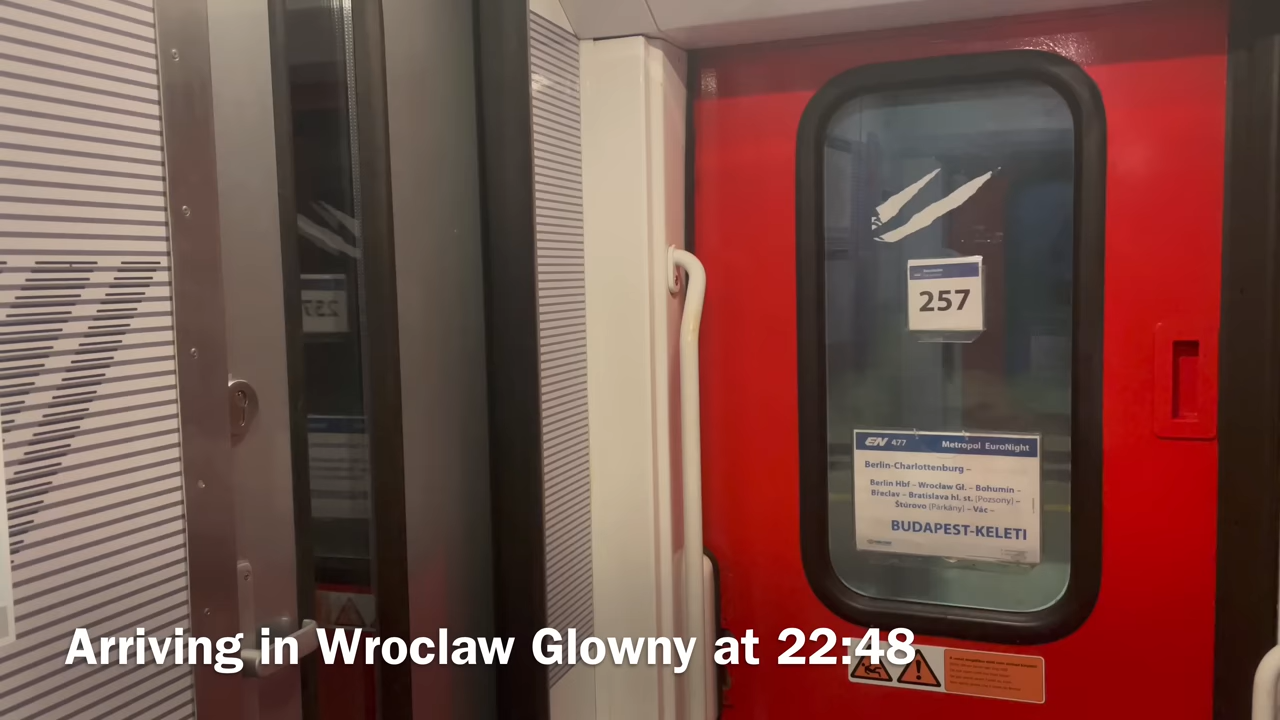 257
EN 477 Metropol EuroNight
Berlin-Charlottenburg –
Berlin Hbf – Wrocław Gł. – Bohumín –
Břeclav – Bratislava hl. st. (Pozsony) –
Štúrovo (Párkány) – Vác –
BUDAPEST-KELETI
257
Arriving in Wroclaw Glowny at 22:48